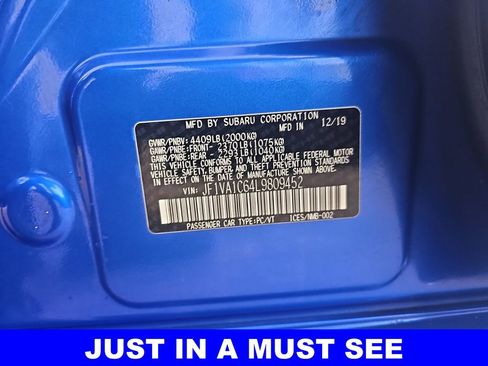 MFD BY SUBARU CORPORATION 12/19
GVWR/PNBV: 4409LB(2000KG)
GAWR/PNBE:FRONT- 2370LB(1075KG)
GAWR/PNBE:REAR - 2293LB(1040KG)
THIS VEHICLE CONFORMS TO ALL APPLICABLE FEDERAL MOTOR
VEHICLE SAFETY, BUMPER, AND THEFT PREVENTION STANDARDS
IN EFFECT ON THE DATE OF MANUFACTURE SHOWN ABOVE.
VIN: JF1VA1C64L9809452
PASSENGER CAR TYPE:PC/VT ICES/NMB-002
JUST IN A MUST SEE